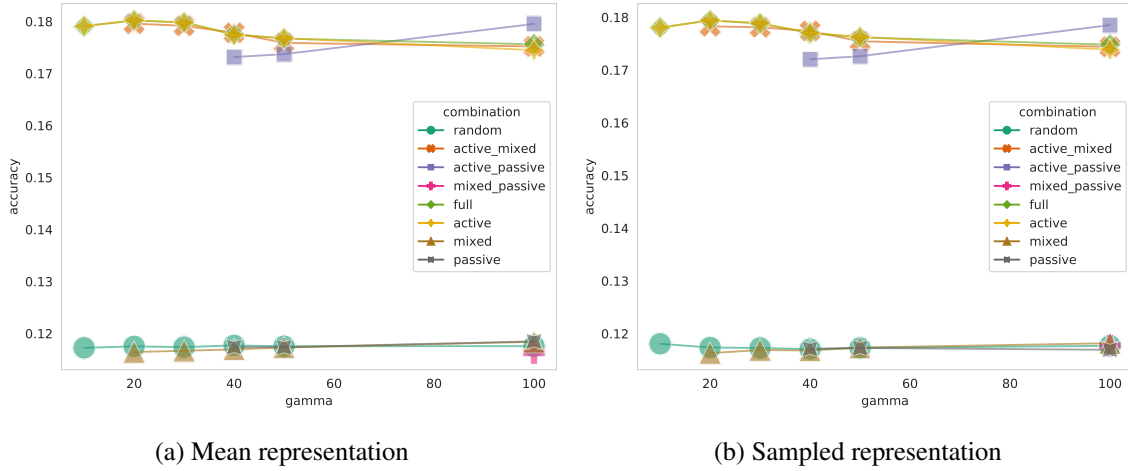 0.18
0.17
0.16
0.15
0.14
0.13
0.12
accuracy
20
40
60
80
100
gamma
combination
random
active_mixed
active_passive
mixed_passive
full
active
mixed
passive
(a) Mean representation
0.18
0.17
0.16
0.15
0.14
0.13
0.12
accuracy
20
40
60
80
100
gamma
combination
random
active_mixed
active_passive
mixed_passive
full
active
mixed
passive
(b) Sampled representation